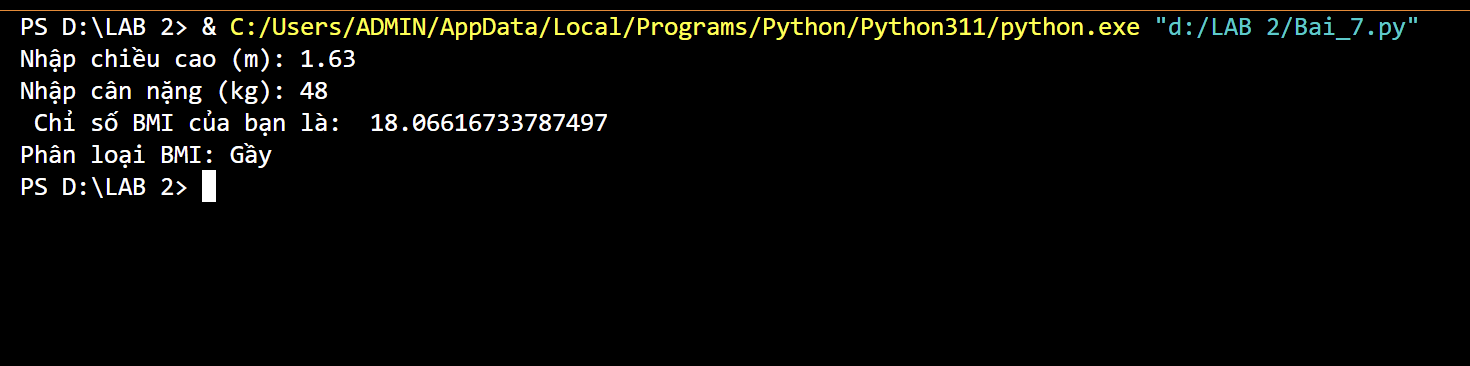 PS D:\LAB 2> & C:/Users/ADMIN/AppData/Local/Programs/Python/Python311/python.exe "d:/LAB 2/Bai_7.py"
Nhập chiều cao (m): 1.63
Nhập cân nặng (kg): 48
 Chỉ số BMI của bạn là:  18.06616733787497
Phân loại BMI: Gầy
PS D:\LAB 2>